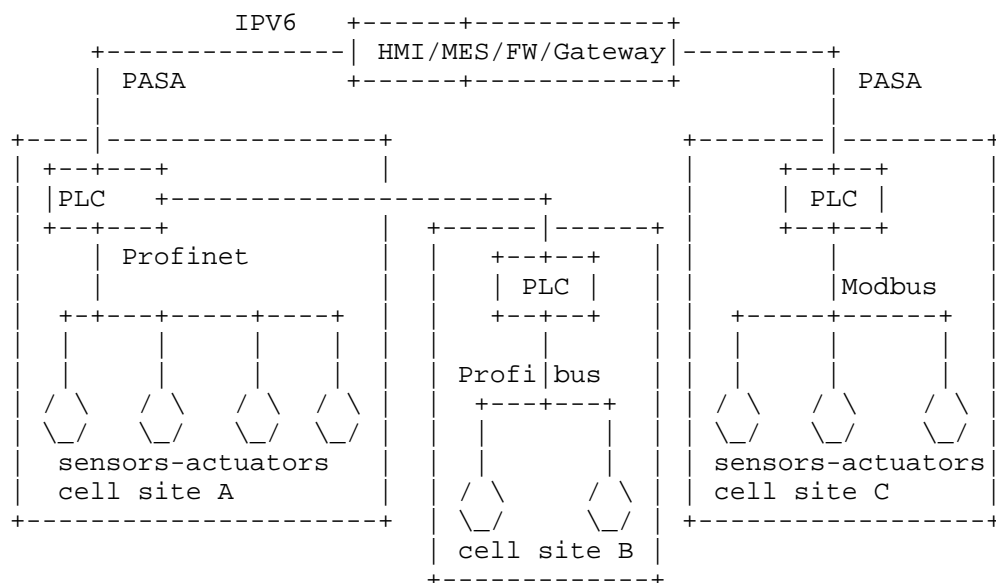 IPV6
HMI/MES/FW/Gateway
PASA PASA
PLC PLC
Profinet
PLC
Modbus
Profi bus
sensors-actuators sensors-actuators
cell site A cell site C
cell site B